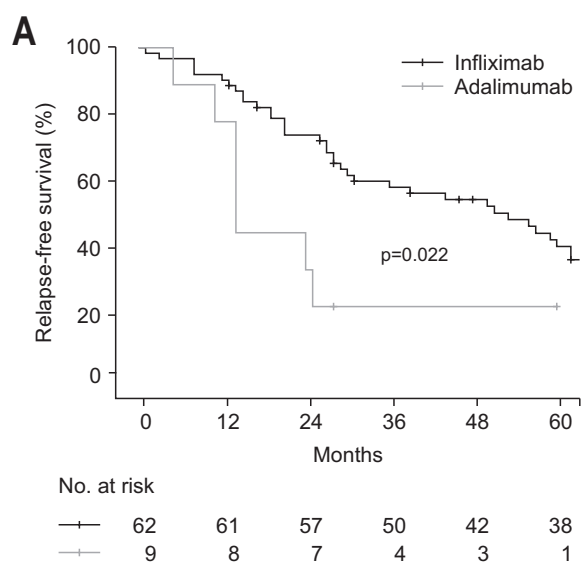 A
100
80
60
40
20
0
Relapse-free survival (%)
Infliximab
Adalimumab
p=0.022
0 12 24 36 48 60
Months
No. at risk
62 61 57 50 42 38
9 8 7 4 3 1